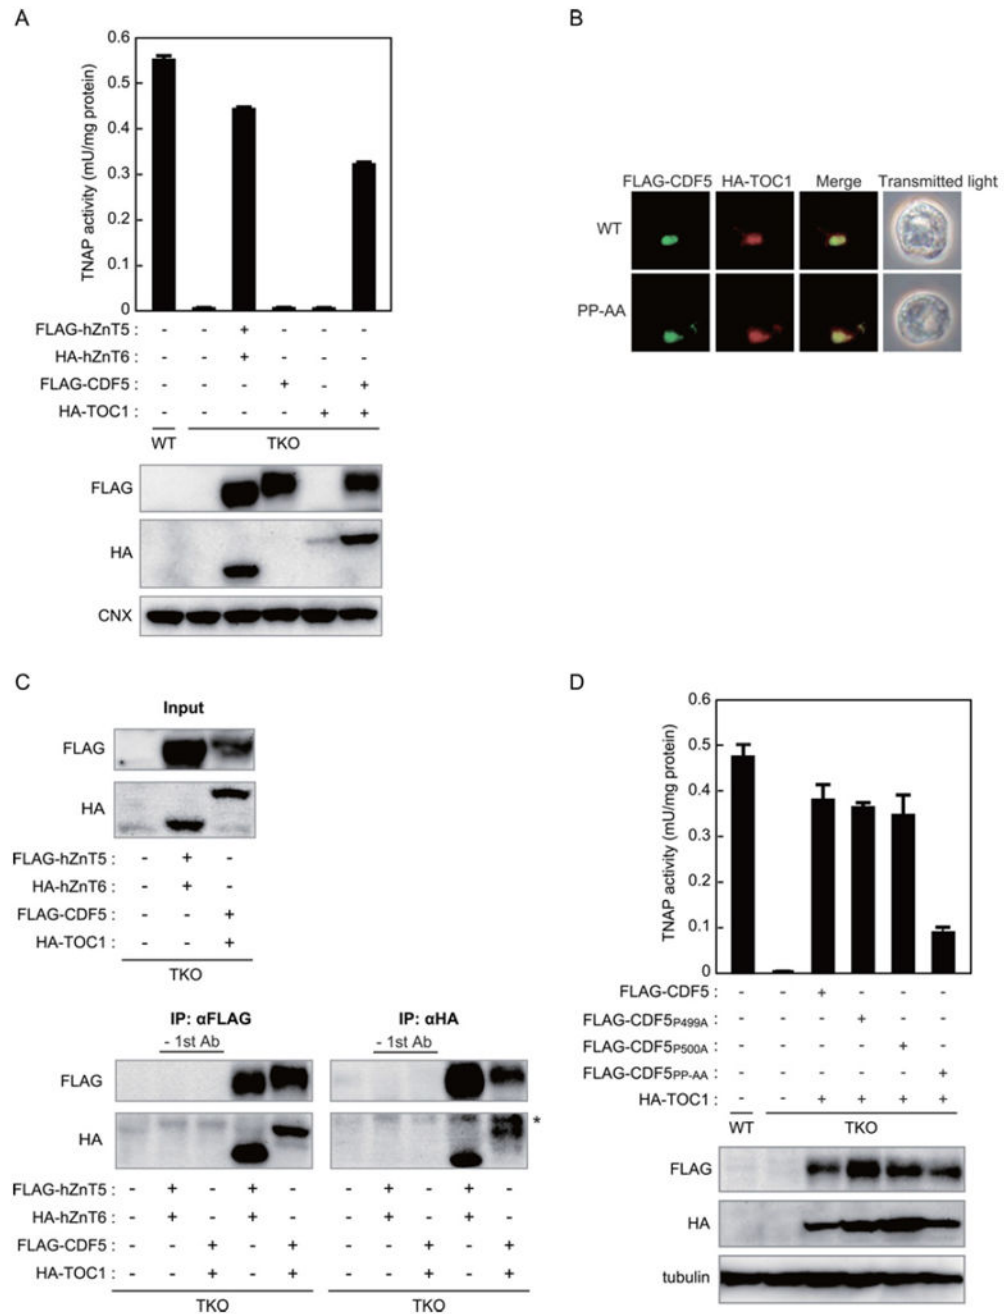 A
TNAP activity (mU/mg protein)
0.6
0.5
0.4
0.3
0.2
0.1
0
FLAG-hZnT5 : - - + - - -
HA-hZnT6 : - - + - - -
FLAG-CDF5 : - - - + - +
HA-TOC1 : - - - - + +
WT TKO
FLAG
HA
CNX
B
FLAG-CDF5 HA-TOC1 Merge Transmitted light
WT
PP-AA
C
Input
FLAG
HA
FLAG-hZnT5 : - + -
HA-hZnT6 : - + -
FLAG-CDF5 : - - +
HA-TOC1 : - - +
TKO
IP: αFLAG IP: αHA
- 1st Ab - 1st Ab
FLAG
HA *
FLAG-hZnT5 : - + - + - - + - + -
HA-hZnT6 : - + - + - - + - + -
FLAG-CDF5 : - - + - + - - + - +
HA-TOC1 : - - + - + - - + - +
TKO TKO
D
TNAP activity (mU/mg protein)
0.6
0.5
0.4
0.3
0.2
0.1
0
FLAG-CDF5 : - - + - - -
FLAG-CDF5P499A : - - - + - -
FLAG-CDF5P500A : - - - - + -
FLAG-CDF5PP-AA : - - - - - +
HA-TOC1 : - - + + + +
WT TKO
FLAG
HA
tubulin